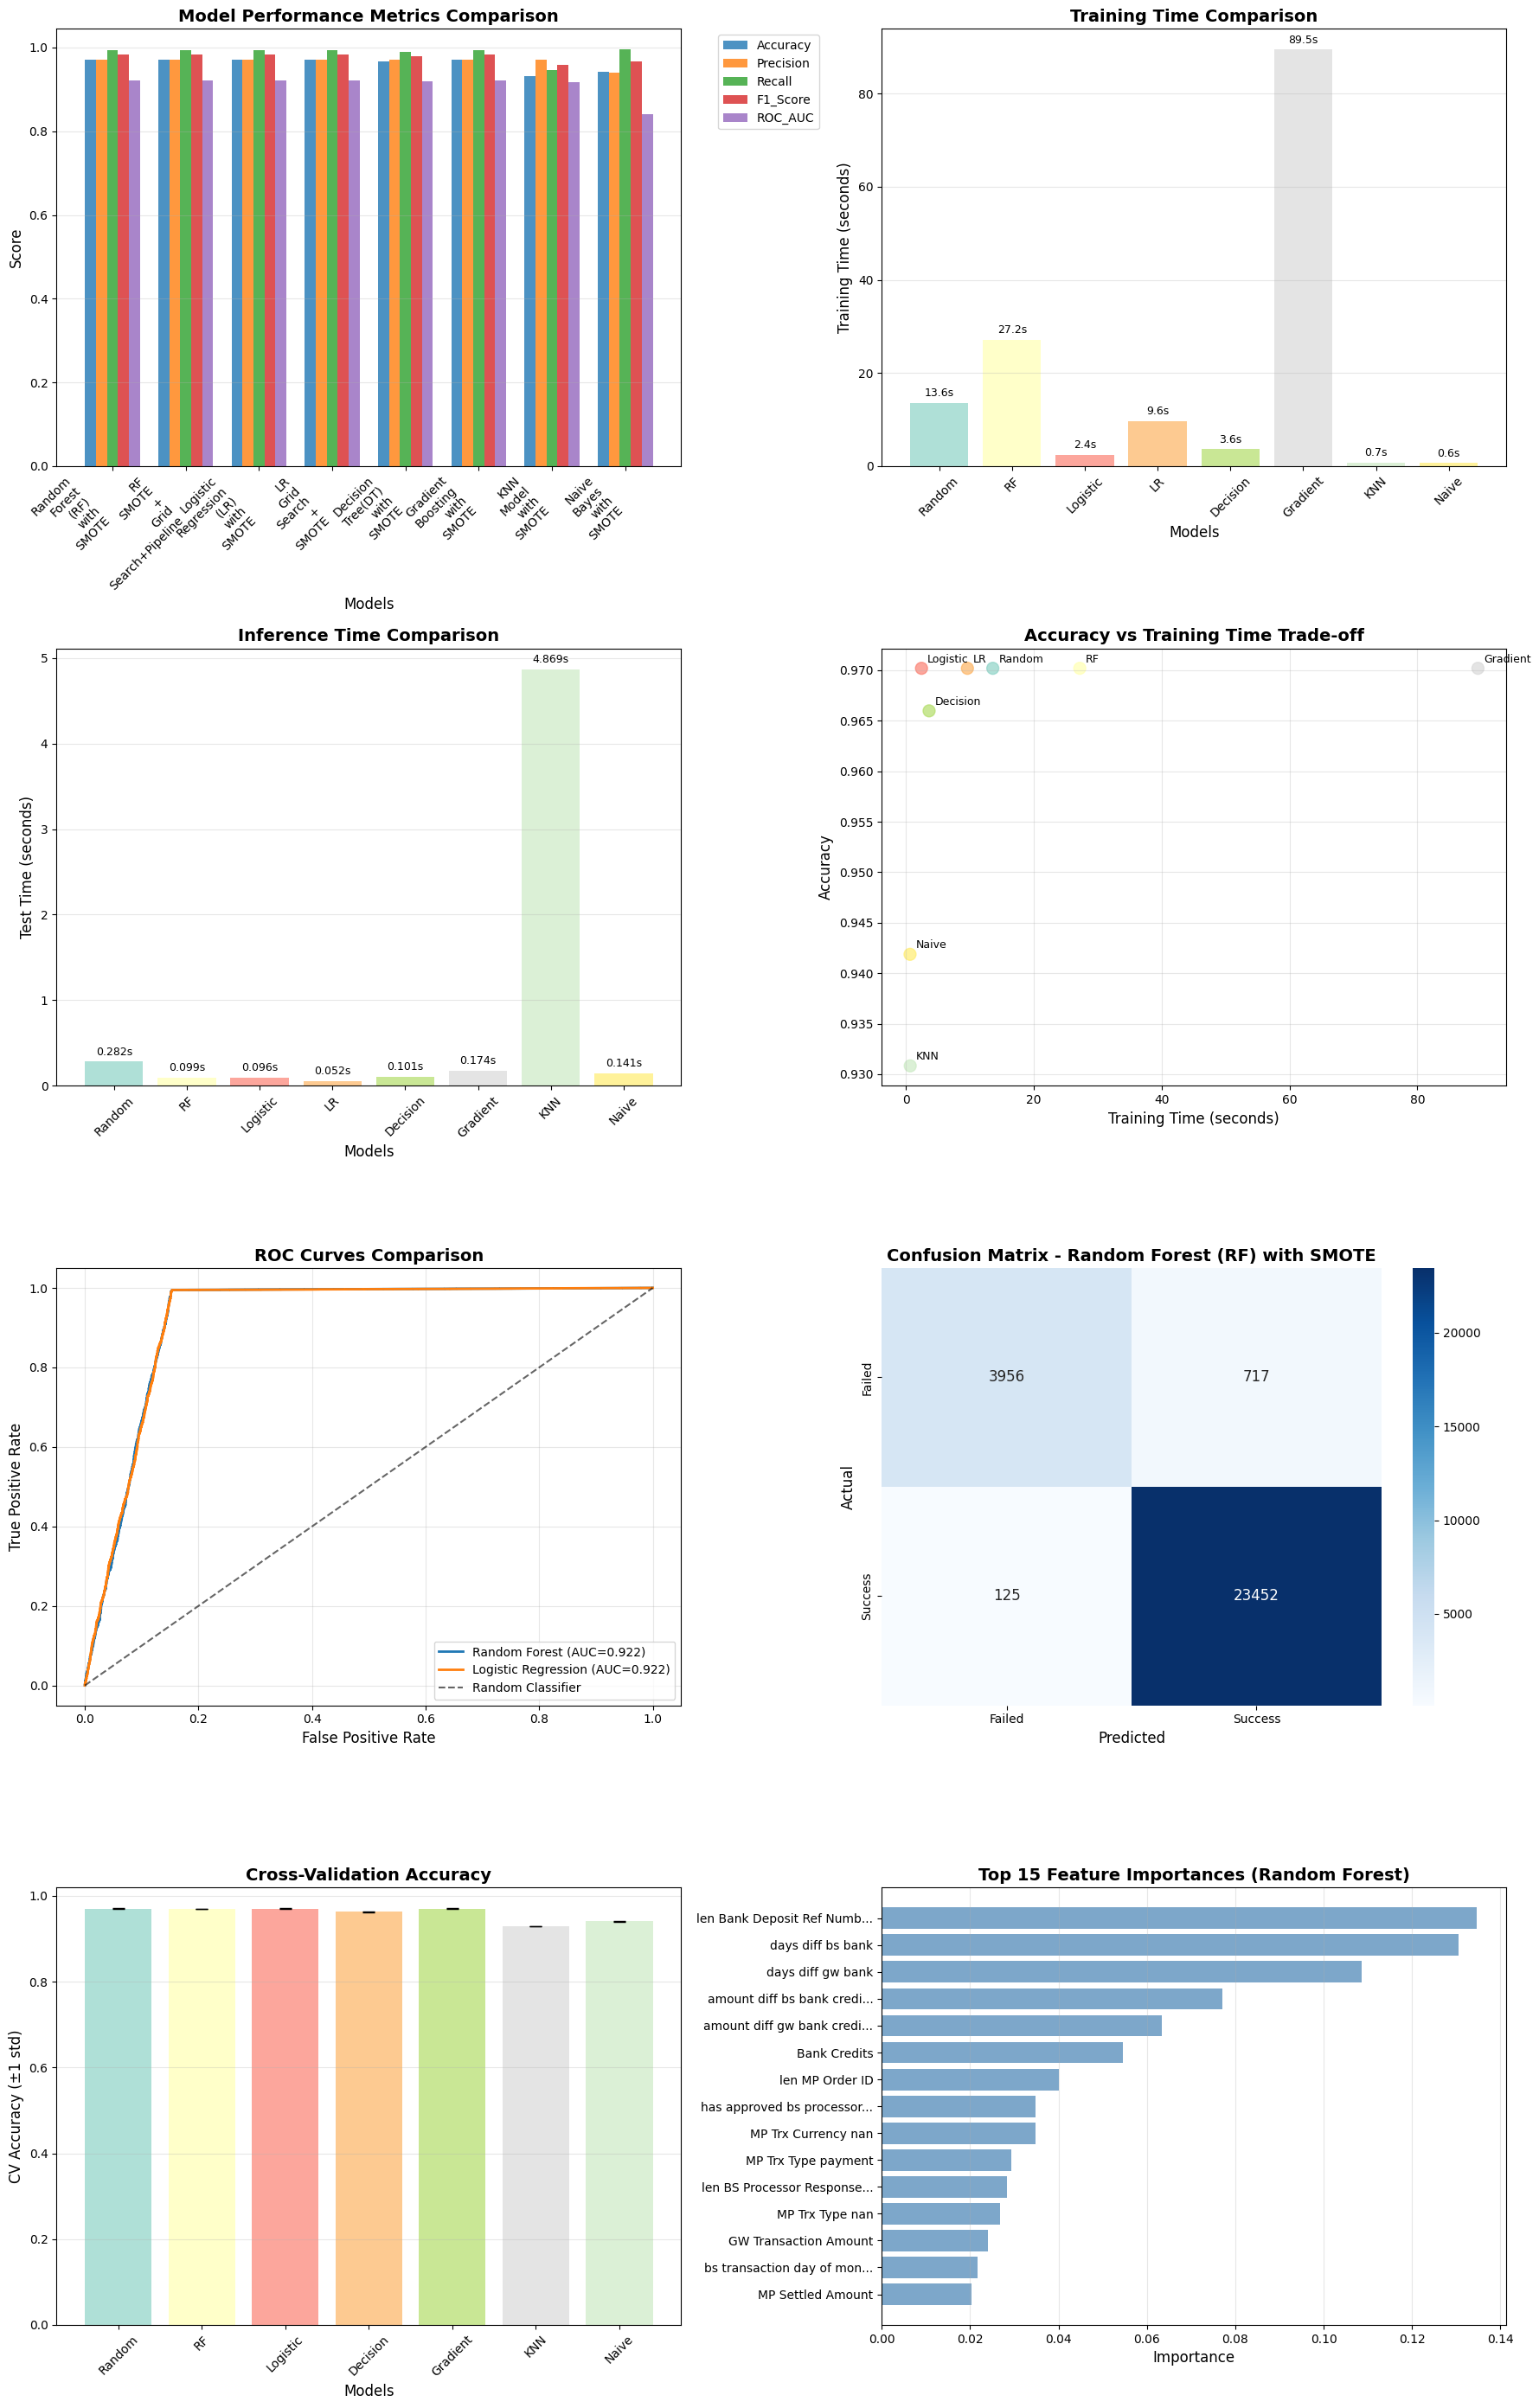 Model Performance Metrics Comparison
Score
1.0
0.8
0.6
0.4
0.2
0.0
Random
Forest
(RF)
with
SMOTE
RF
SMOTE
+
Grid
Search+Pipeline
Logistic
Regression
(LR)
with
SMOTE
LR
Grid
Search
+
SMOTE
Decision
Tree(DT)
with
SMOTE
Gradient
Boosting
with
SMOTE
KNN
Model
with
SMOTE
Naive
Bayes
with
SMOTE
Models
Accuracy
Precision
Recall
F1_Score
ROC_AUC
Training Time Comparison
Training Time (seconds)
80
60
40
20
0
13.6s
27.2s
2.4s
9.6s
3.6s
89.5s
0.7s
0.6s
Random
RF
Logistic
LR
Decision
Gradient
KNN
Naive
Models
Inference Time Comparison
Test Time (seconds)
5
4
3
2
1
0
0.282s
0.099s
0.096s
0.052s
0.101s
0.174s
4.869s
0.141s
Random
RF
Logistic
LR
Decision
Gradient
KNN
Naive
Models
Accuracy vs Training Time Trade-off
Accuracy
0.970
0.965
0.960
0.955
0.950
0.945
0.940
0.935
0.930
Logistic
LR
Random
RF
Gradient
Decision
Naive
KNN
0
20
40
60
80
Training Time (seconds)
ROC Curves Comparison
True Positive Rate
1.0
0.8
0.6
0.4
0.2
0.0
Random Forest (AUC=0.922)
Logistic Regression (AUC=0.922)
Random Classifier
0.0
0.2
0.4
0.6
0.8
1.0
False Positive Rate
Confusion Matrix - Random Forest (RF) with SMOTE
Actual
Failed
Success
3956
717
125
23452
Failed
Success
Predicted
20000
15000
10000
5000
Cross-Validation Accuracy
CV Accuracy (±1 std)
1.0
0.8
0.6
0.4
0.2
0.0
Random
RF
Logistic
Decision
Gradient
KNN
Naive
Models
Top 15 Feature Importances (Random Forest)
len Bank Deposit Ref Numb...
days diff bs bank
days diff gw bank
amount diff bs bank credi...
amount diff gw bank credi...
Bank Credits
len MP Order ID
has approved bs processor...
MP Trx Currency nan
MP Trx Type payment
len BS Processor Response...
MP Trx Type nan
GW Transaction Amount
bs transaction day of mon...
MP Settled Amount
0.00
0.02
0.04
0.06
0.08
0.10
0.12
0.14
Importance